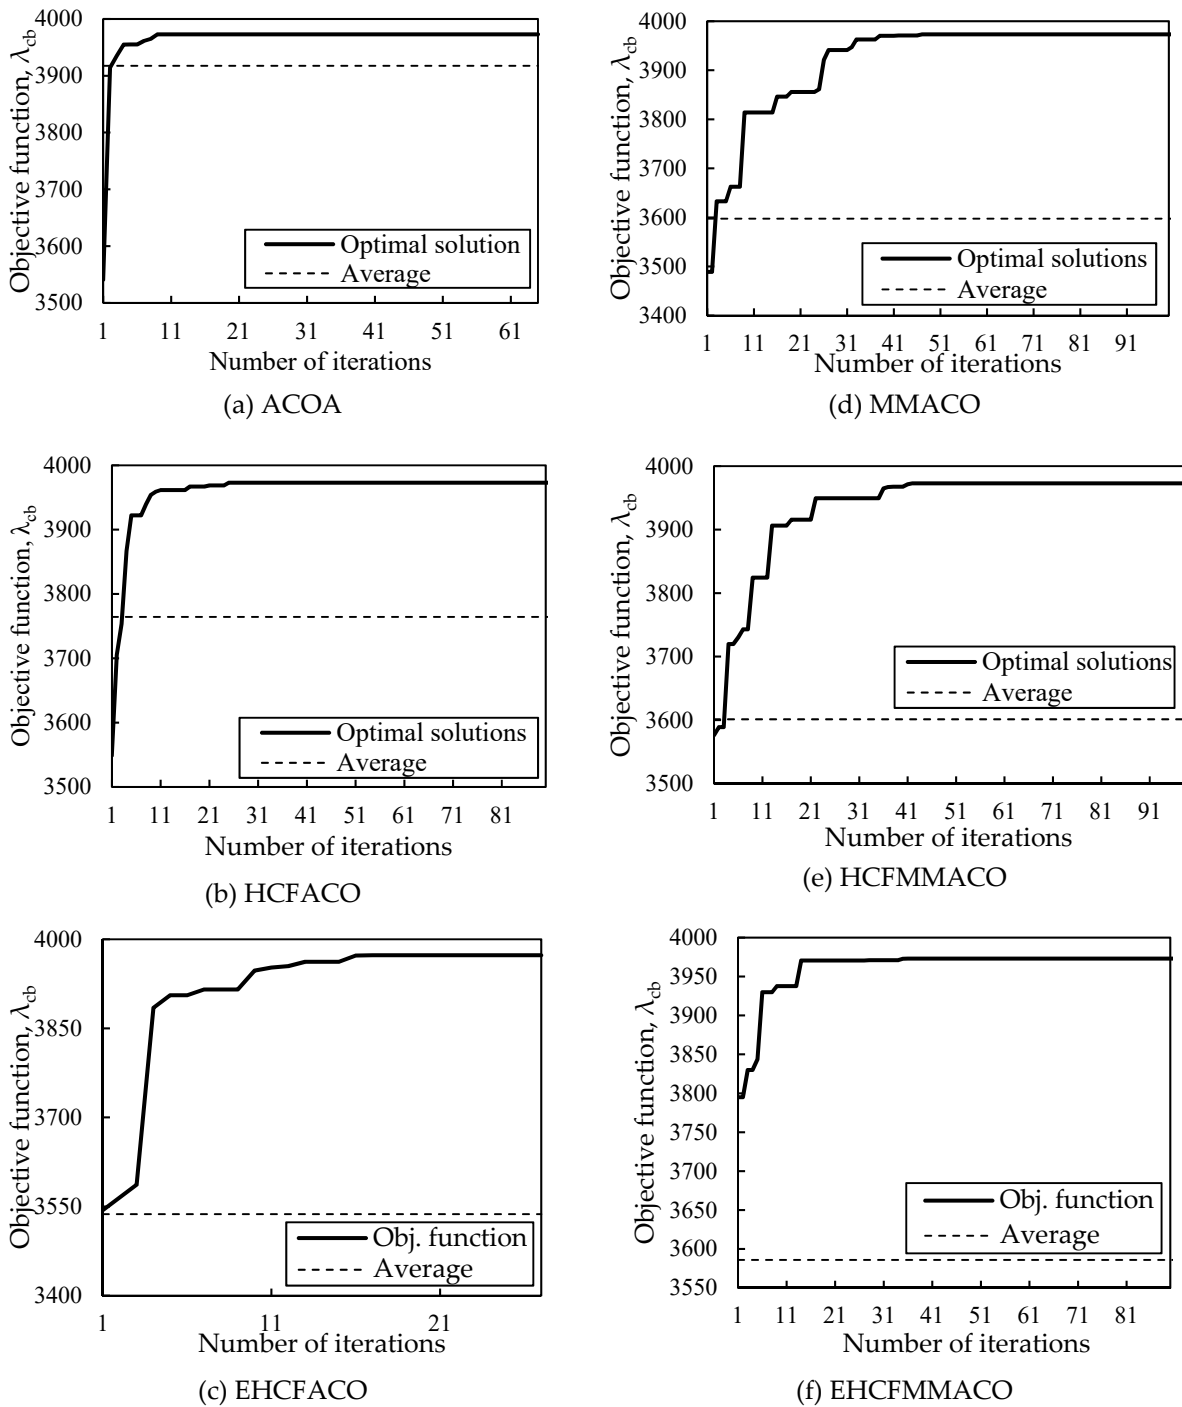 4000
3900
3800
3700
3600
3500
Objective function, λcb
Optimal solution
Average
1 11 21 31 41 51 61
Number of iterations
(a) ACOA
4000
3900
3800
3700
3600
3500
3400
Objective function, λcb
Optimal solutions
Average
1 11 21 31 41 51 61 71 81 91
Number of iterations
(d) MMACO
4000
3900
3800
3700
3600
3500
Objective function, λcb
Optimal solutions
Average
1 11 21 31 41 51 61 71 81
Number of iterations
(b) HCFACO
4000
3900
3800
3700
3600
3500
Objective function, λcb
Optimal solutions
Average
1 11 21 31 41 51 61 71 81 91
Number of iterations
(e) HCFMMACO
4000
3850
3700
3550
3400
Objective function, λcb
Obj. function
Average
1 11 21
Number of iterations
(c) EHCFACO
4000
3950
3900
3850
3800
3750
3700
3650
3600
3550
Objective function, λcb
Obj. function
Average
1 11 21 31 41 51 61 71 81
Number of iterations
(f) EHCFMMACO